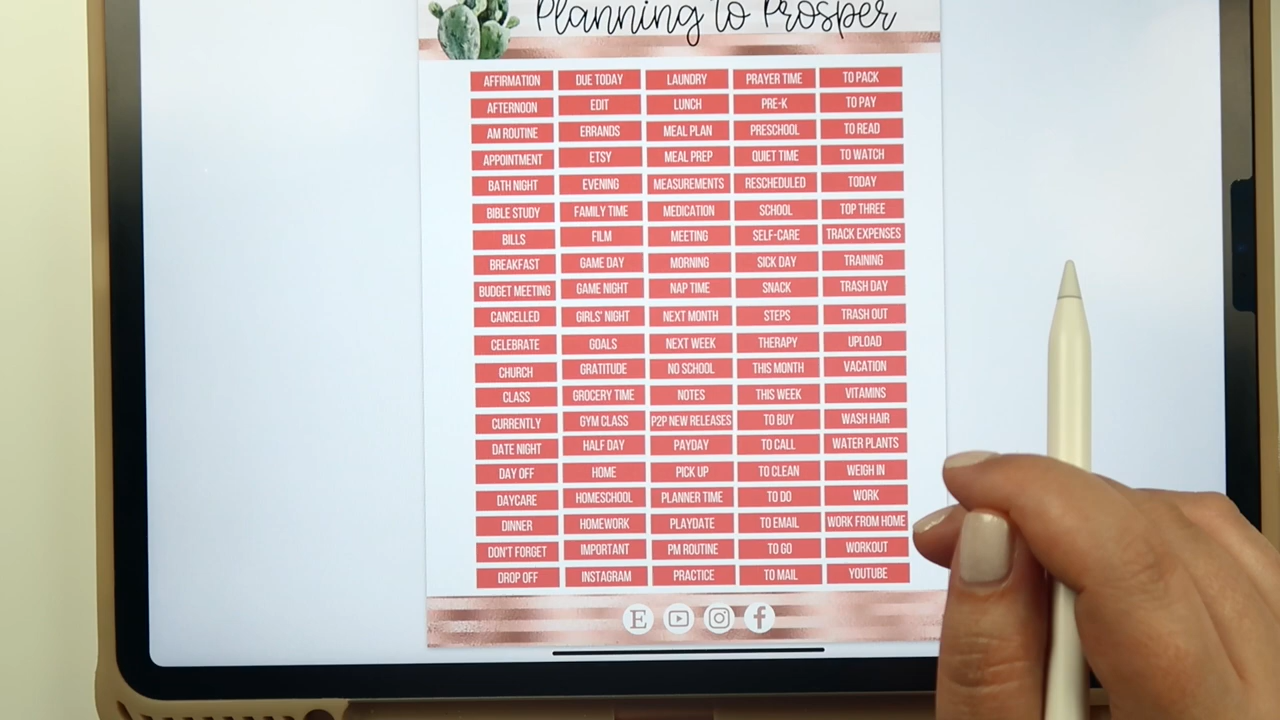 Planning to Prosper
AFFIRMATION DUE TODAY LAUNDRY PRAYER TIME TO PACK
AFTERNOON EDIT LUNCH PRE-K TO PAY
AM ROUTINE ERRANDS MEAL PLAN PRESCHOOL TO READ
APPOINTMENT ETSY MEAL PREP QUIET TIME TO WATCH
BATH NIGHT EVENING MEASUREMENTS RESCHEDULED TODAY
BIBLE STUDY FAMILY TIME MEDICATION SCHOOL TOP THREE
BILLS FILM MEETING SELF-CARE TRACK EXPENSES
BREAKFAST GAME DAY MORNING SICK DAY TRAINING
BUDGET MEETING GAME NIGHT NAP TIME SNACK TRASH DAY
CANCELLED GIRLS' NIGHT NEXT MONTH STEPS TRASH OUT
CELEBRATE GOALS NEXT WEEK THERAPY UPLOAD
CHURCH GRATITUDE NO SCHOOL THIS MONTH VACATION
CLASS GROCERY TIME NOTES THIS WEEK VITAMINS
CURRENTLY GYM CLASS P2P NEW RELEASES TO BUY WASH HAIR
DATE NIGHT HALF DAY PAYDAY TO CALL WATER PLANTS
DAY OFF HOME PICK UP TO CLEAN WEIGH IN
DAYCARE HOMESCHOOL PLANNER TIME TO DO WORK
DINNER HOMEWORK PLAYDATE TO EMAIL WORK FROM HOME
DON'T FORGET IMPORTANT PM ROUTINE TO GO WORKOUT
DROP OFF INSTAGRAM PRACTICE TO MAIL YOUTUBE
E f